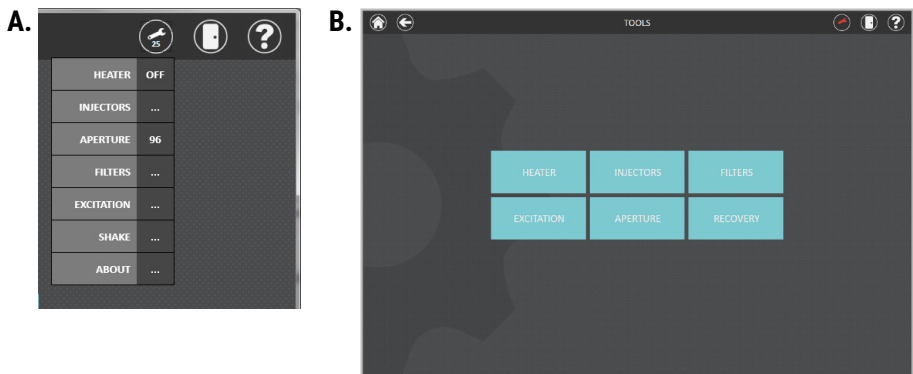 A.
25
HEATER OFF
INJECTORS ...
APERTURE 96
FILTERS ...
EXCITATION ...
SHAKE ...
ABOUT ...
B.
TOOLS
HEATER INJECTORS FILTERS
EXCITATION APERTURE RECOVERY